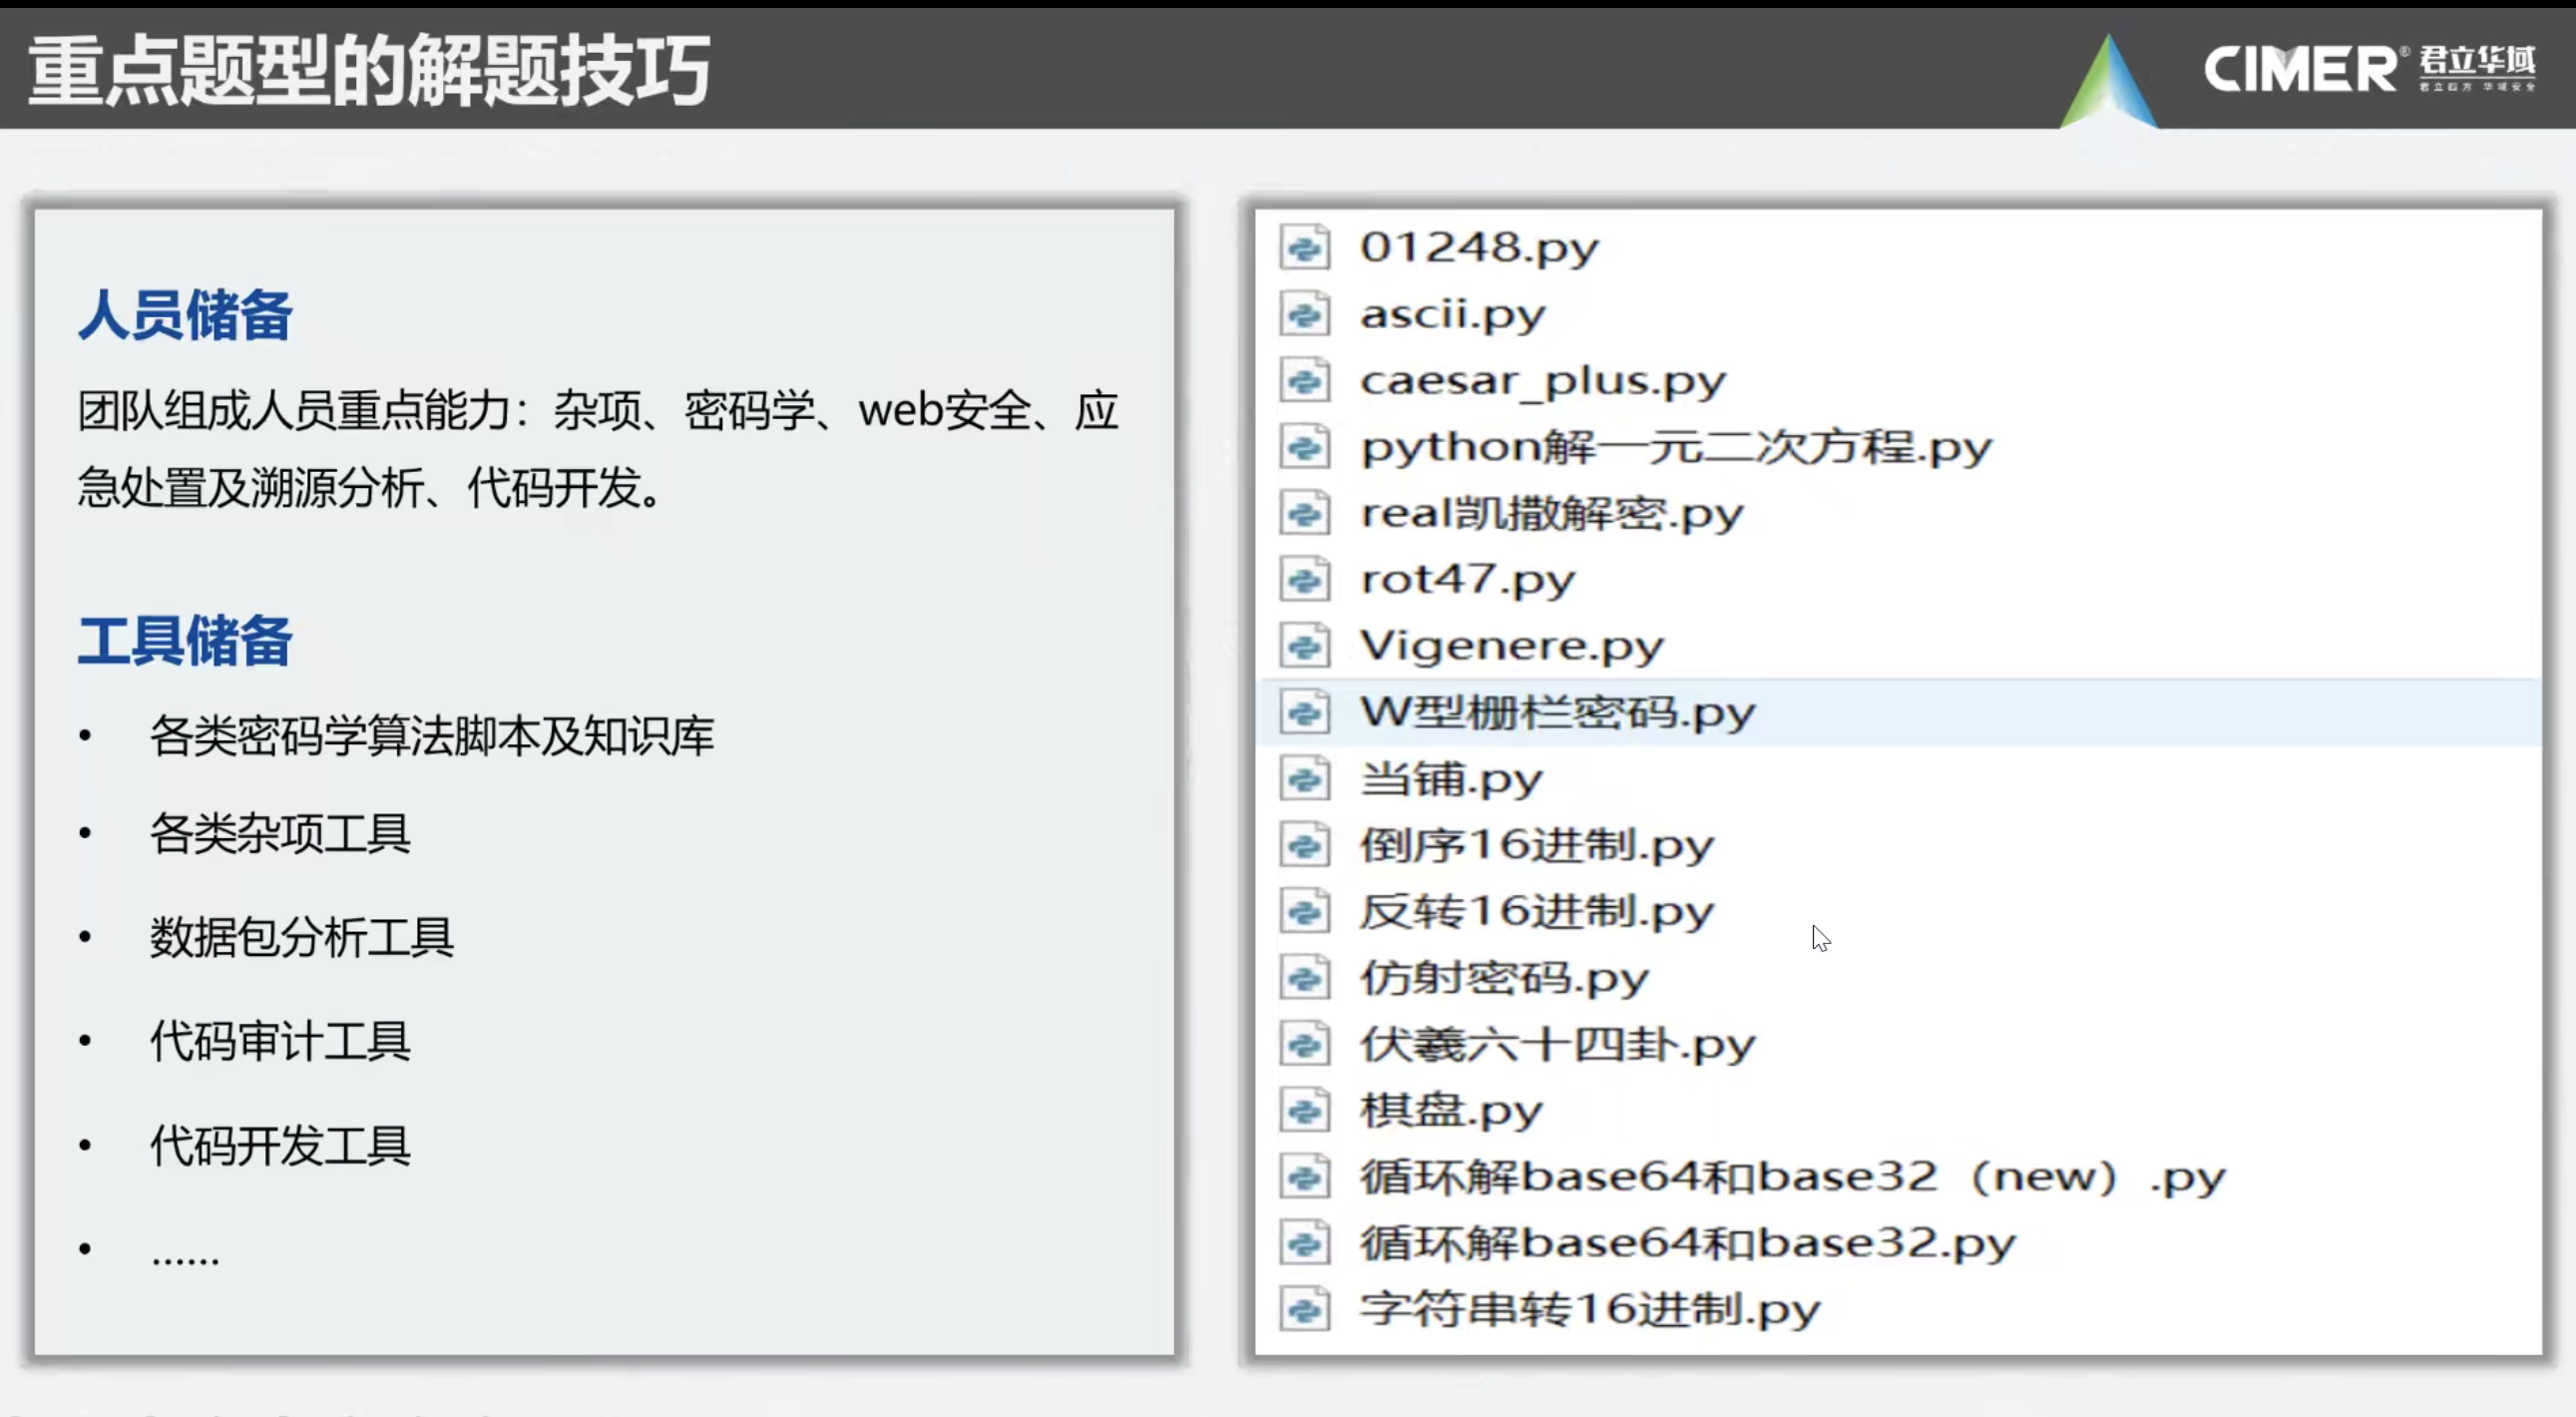 重点题型的解题技巧
CIMER® 君立华域
君立四方 华域安全
人员储备
团队组成人员重点能力：杂项、密码学、web安全、应
急处置及溯源分析、代码开发。
工具储备
• 各类密码学算法脚本及知识库
• 各类杂项工具
• 数据包分析工具
• 代码审计工具
• 代码开发工具
• ......
01248.py
ascii.py
caesar_plus.py
python解一元二次方程.py
real凯撒解密.py
rot47.py
Vigenere.py
W型栅栏密码.py
当铺.py
倒序16进制.py
反转16进制.py
仿射密码.py
伏羲六十四卦.py
棋盘.py
循环解base64和base32（new）.py
循环解base64和base32.py
字符串转16进制.py